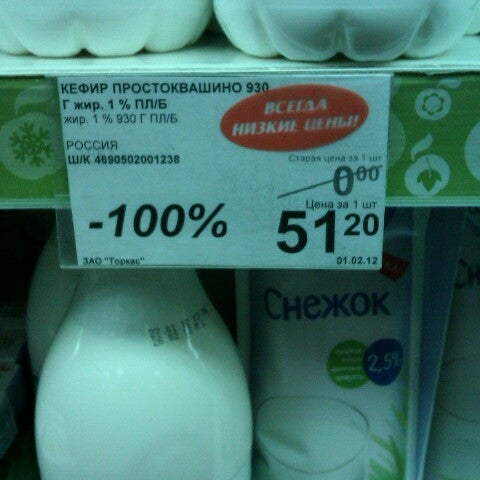 КЕФИР ПРОСТОКВАШИНО 930
Г жир. 1 % ПЛ/Б
жир. 1 % 930 Г ПЛ/Б
ВСЕГДА
НИЗКИЕ ЦЕНЫ!
РОССИЯ
Ш/К 4690502001238
Старая цена за 1 шт
0 00
Цена за 1 шт
-100%
51 20
ЗАО "Торкас"
01.02.12
Снежок
2,5%